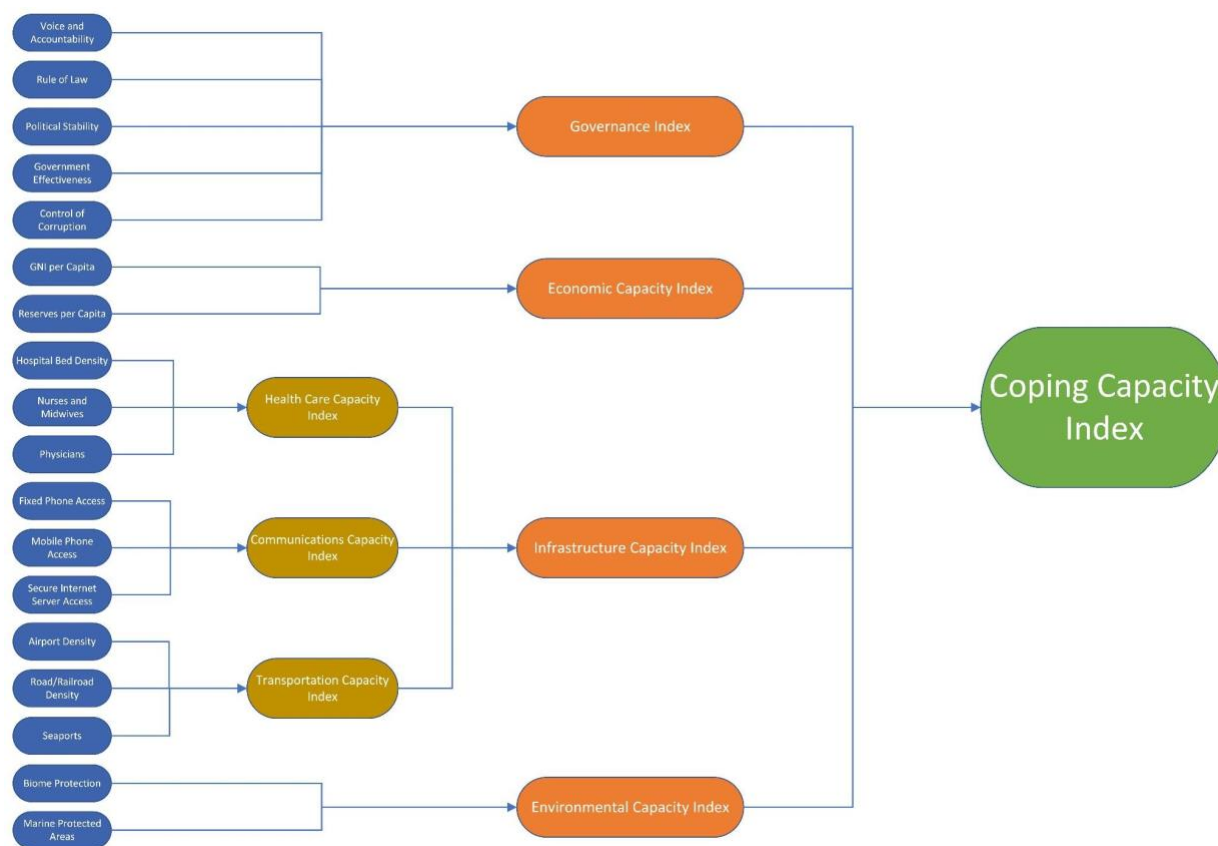 Voice and
Accountability
Rule of Law
Political Stability
Government
Effectiveness
Control of
Corruption
GNI per Capita
Reserves per Capita
Hospital Bed Density
Nurses and
Midwives
Physicians
Fixed Phone Access
Mobile Phone
Access
Secure Internet
Server Access
Airport Density
Road/Railroad
Density
Seaports
Biome Protection
Marine Protected
Areas
Health Care Capacity
Index
Communications Capacity
Index
Transportation Capacity
Index
Governance Index
Economic Capacity Index
Infrastructure Capacity Index
Environmental Capacity Index
Coping Capacity
Index